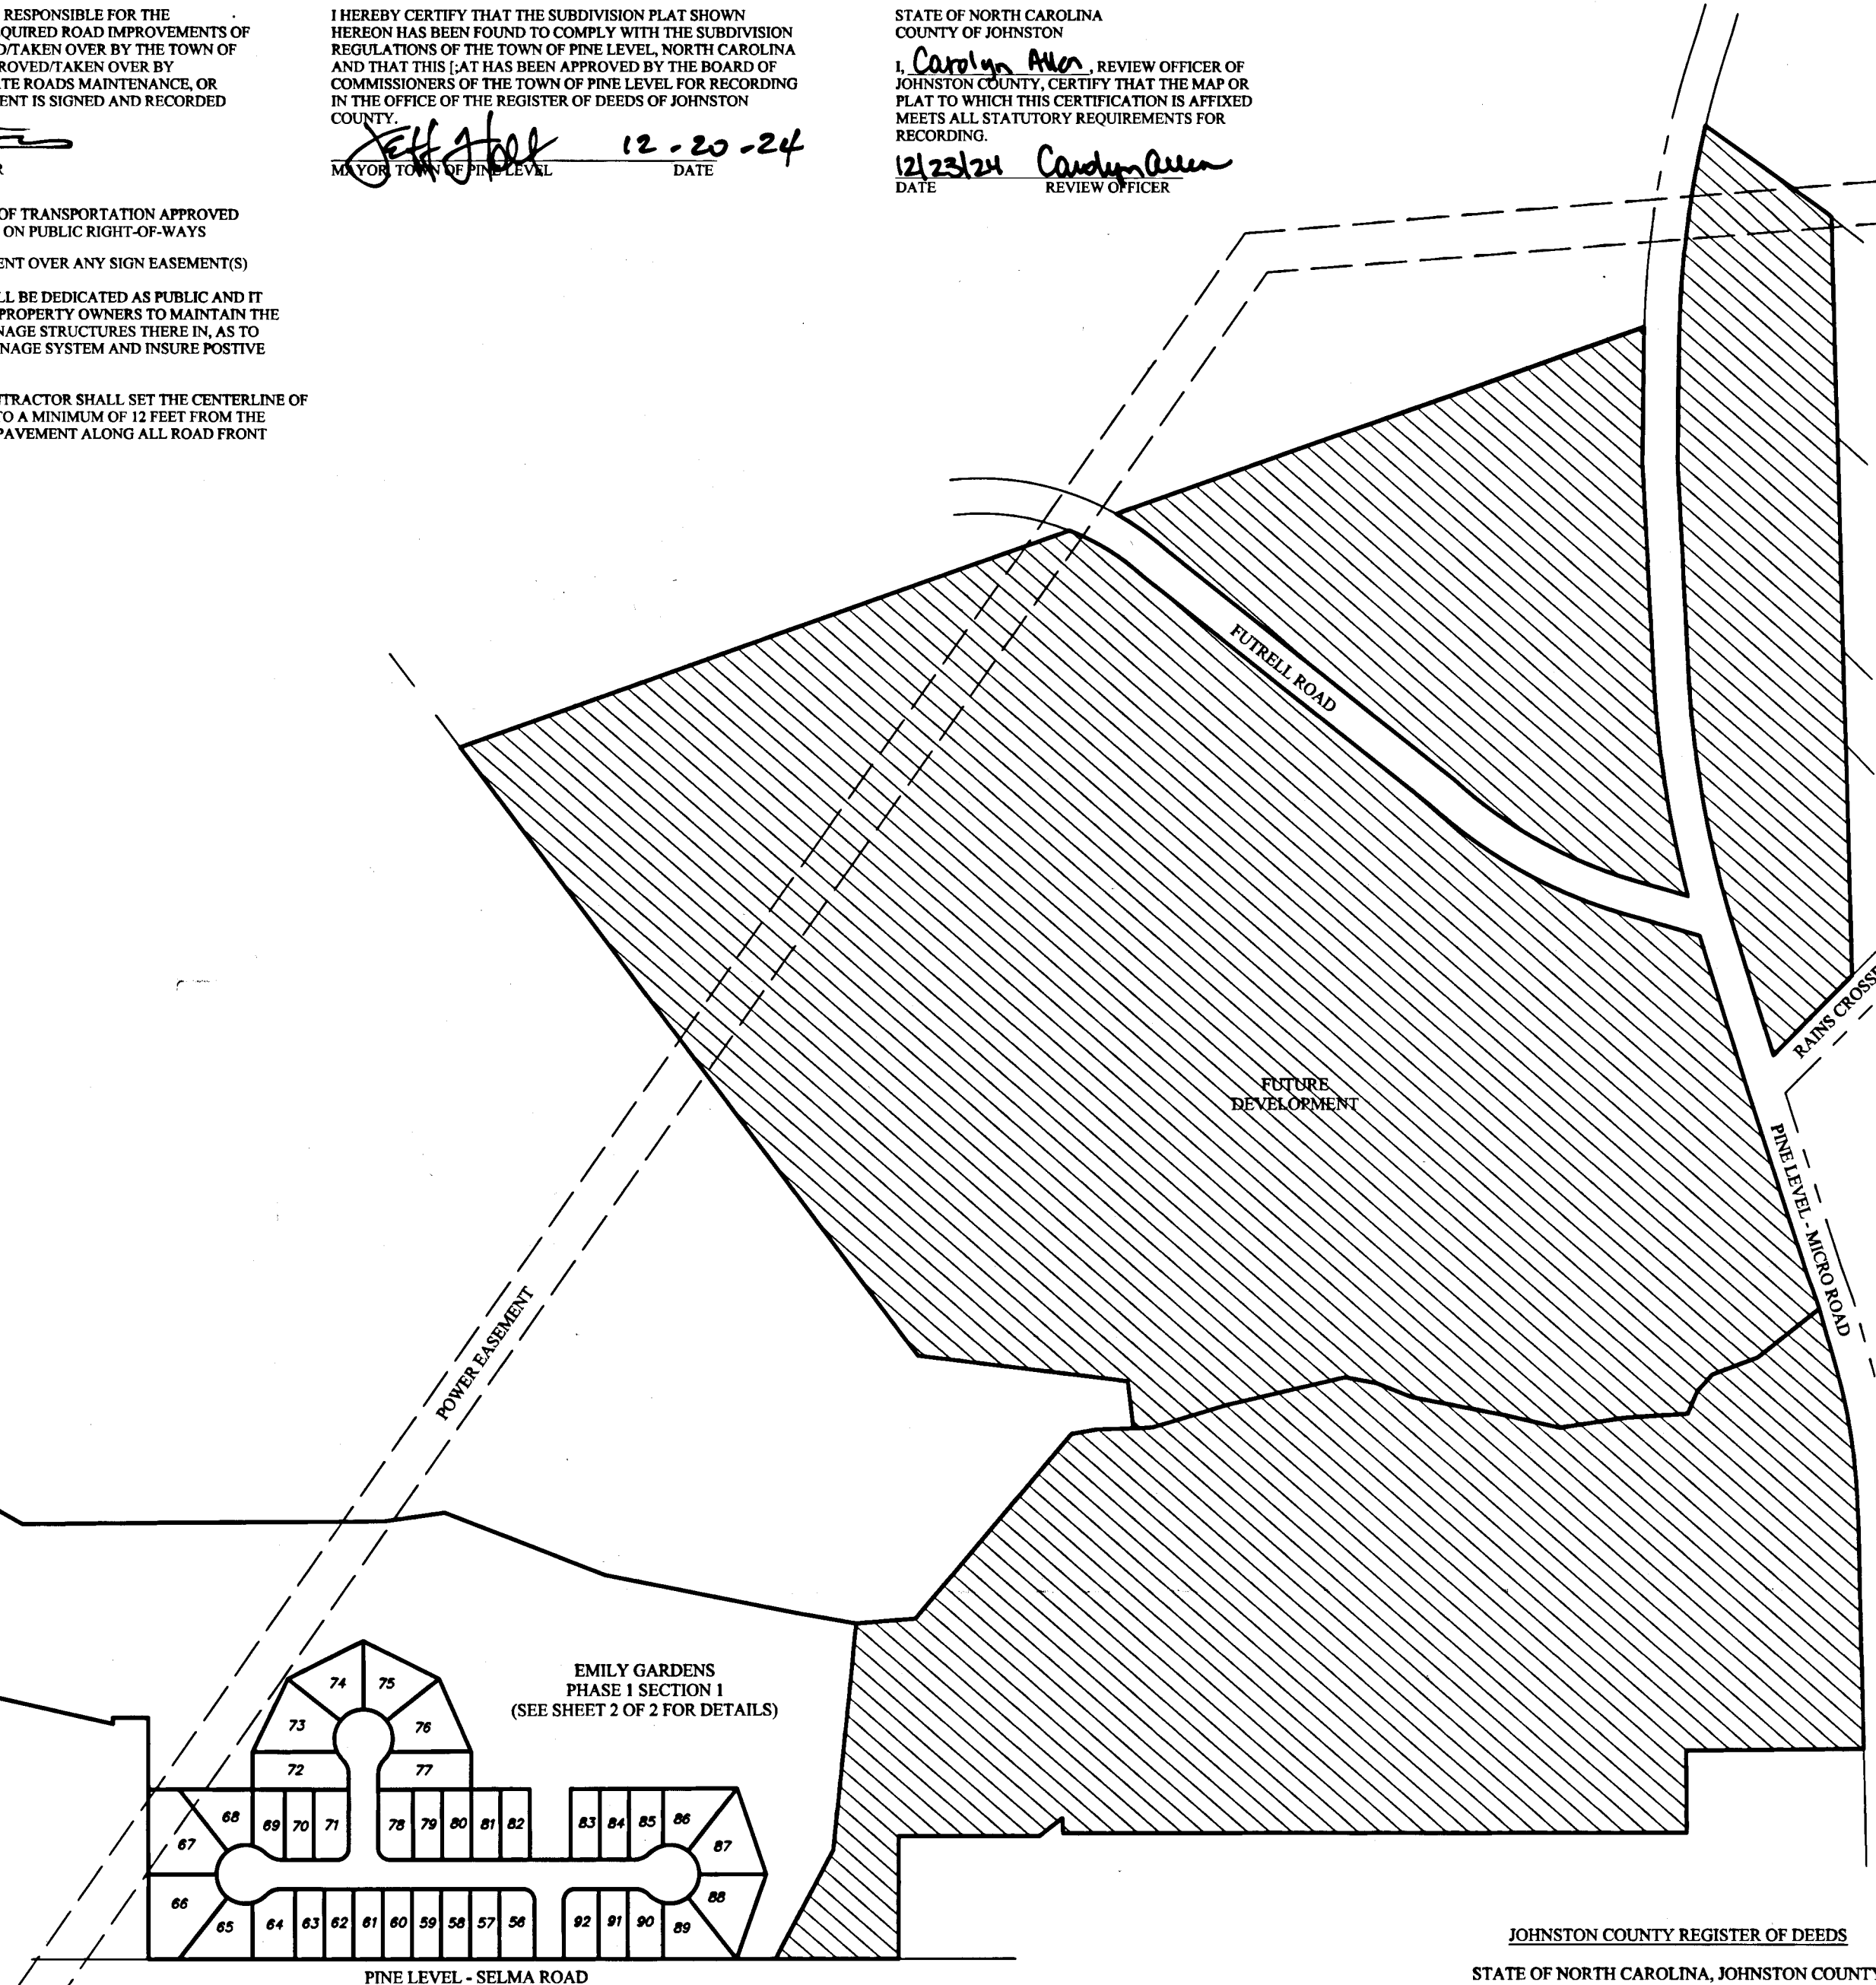 RESPONSIBLE FOR THE
QUIRED ROAD IMPROVEMENTS OF
D/TAKEN OVER BY THE TOWN OF
ROVED/TAKEN OVER BY
TE ROADS MAINTENANCE, OR
ENT IS SIGNED AND RECORDED
R
OF TRANSPORTATION APPROVED
ON PUBLIC RIGHT-OF-WAYS
ENT OVER ANY SIGN EASEMENT(S)
LL BE DEDICATED AS PUBLIC AND IT
PROPERTY OWNERS TO MAINTAIN THE
NAGE STRUCTURES THERE IN, AS TO
NAGE SYSTEM AND INSURE POSTIVE
NTRACTOR SHALL SET THE CENTERLINE OF
TO A MINIMUM OF 12 FEET FROM THE
PAVEMENT ALONG ALL ROAD FRONT
I HEREBY CERTIFY THAT THE SUBDIVISION PLAT SHOWN
HEREON HAS BEEN FOUND TO COMPLY WITH THE SUBDIVISION
REGULATIONS OF THE TOWN OF PINE LEVEL, NORTH CAROLINA
AND THAT THIS [;AT HAS BEEN APPROVED BY THE BOARD OF
COMMISSIONERS OF THE TOWN OF PINE LEVEL FOR RECORDING
IN THE OFFICE OF THE REGISTER OF DEEDS OF JOHNSTON
COUNTY.
Jeff Holt 12-20-24
MAYOR, TOWN OF PINE LEVEL DATE
STATE OF NORTH CAROLINA
COUNTY OF JOHNSTON
I, Carolyn Allen, REVIEW OFFICER OF
JOHNSTON COUNTY, CERTIFY THAT THE MAP OR
PLAT TO WHICH THIS CERTIFICATION IS AFFIXED
MEETS ALL STATUTORY REQUIREMENTS FOR
RECORDING.
12/23/24 Carolyn Allen
DATE REVIEW OFFICER
FUTRELL ROAD
RAINS CROSS
FUTURE
DEVELOPMENT
PINE LEVEL - MICRO ROAD
POWER EASEMENT
EMILY GARDENS
PHASE 1 SECTION 1
(SEE SHEET 2 OF 2 FOR DETAILS)
74 75
73 76
72 77
67 68 69 70 71 78 79 80 81 82 83 84 85 86 87
66 65 64 63 62 61 60 59 58 57 56 92 91 90 89 88
PINE LEVEL - SELMA ROAD
JOHNSTON COUNTY REGISTER OF DEEDS
STATE OF NORTH CAROLINA, JOHNSTON COUNTY